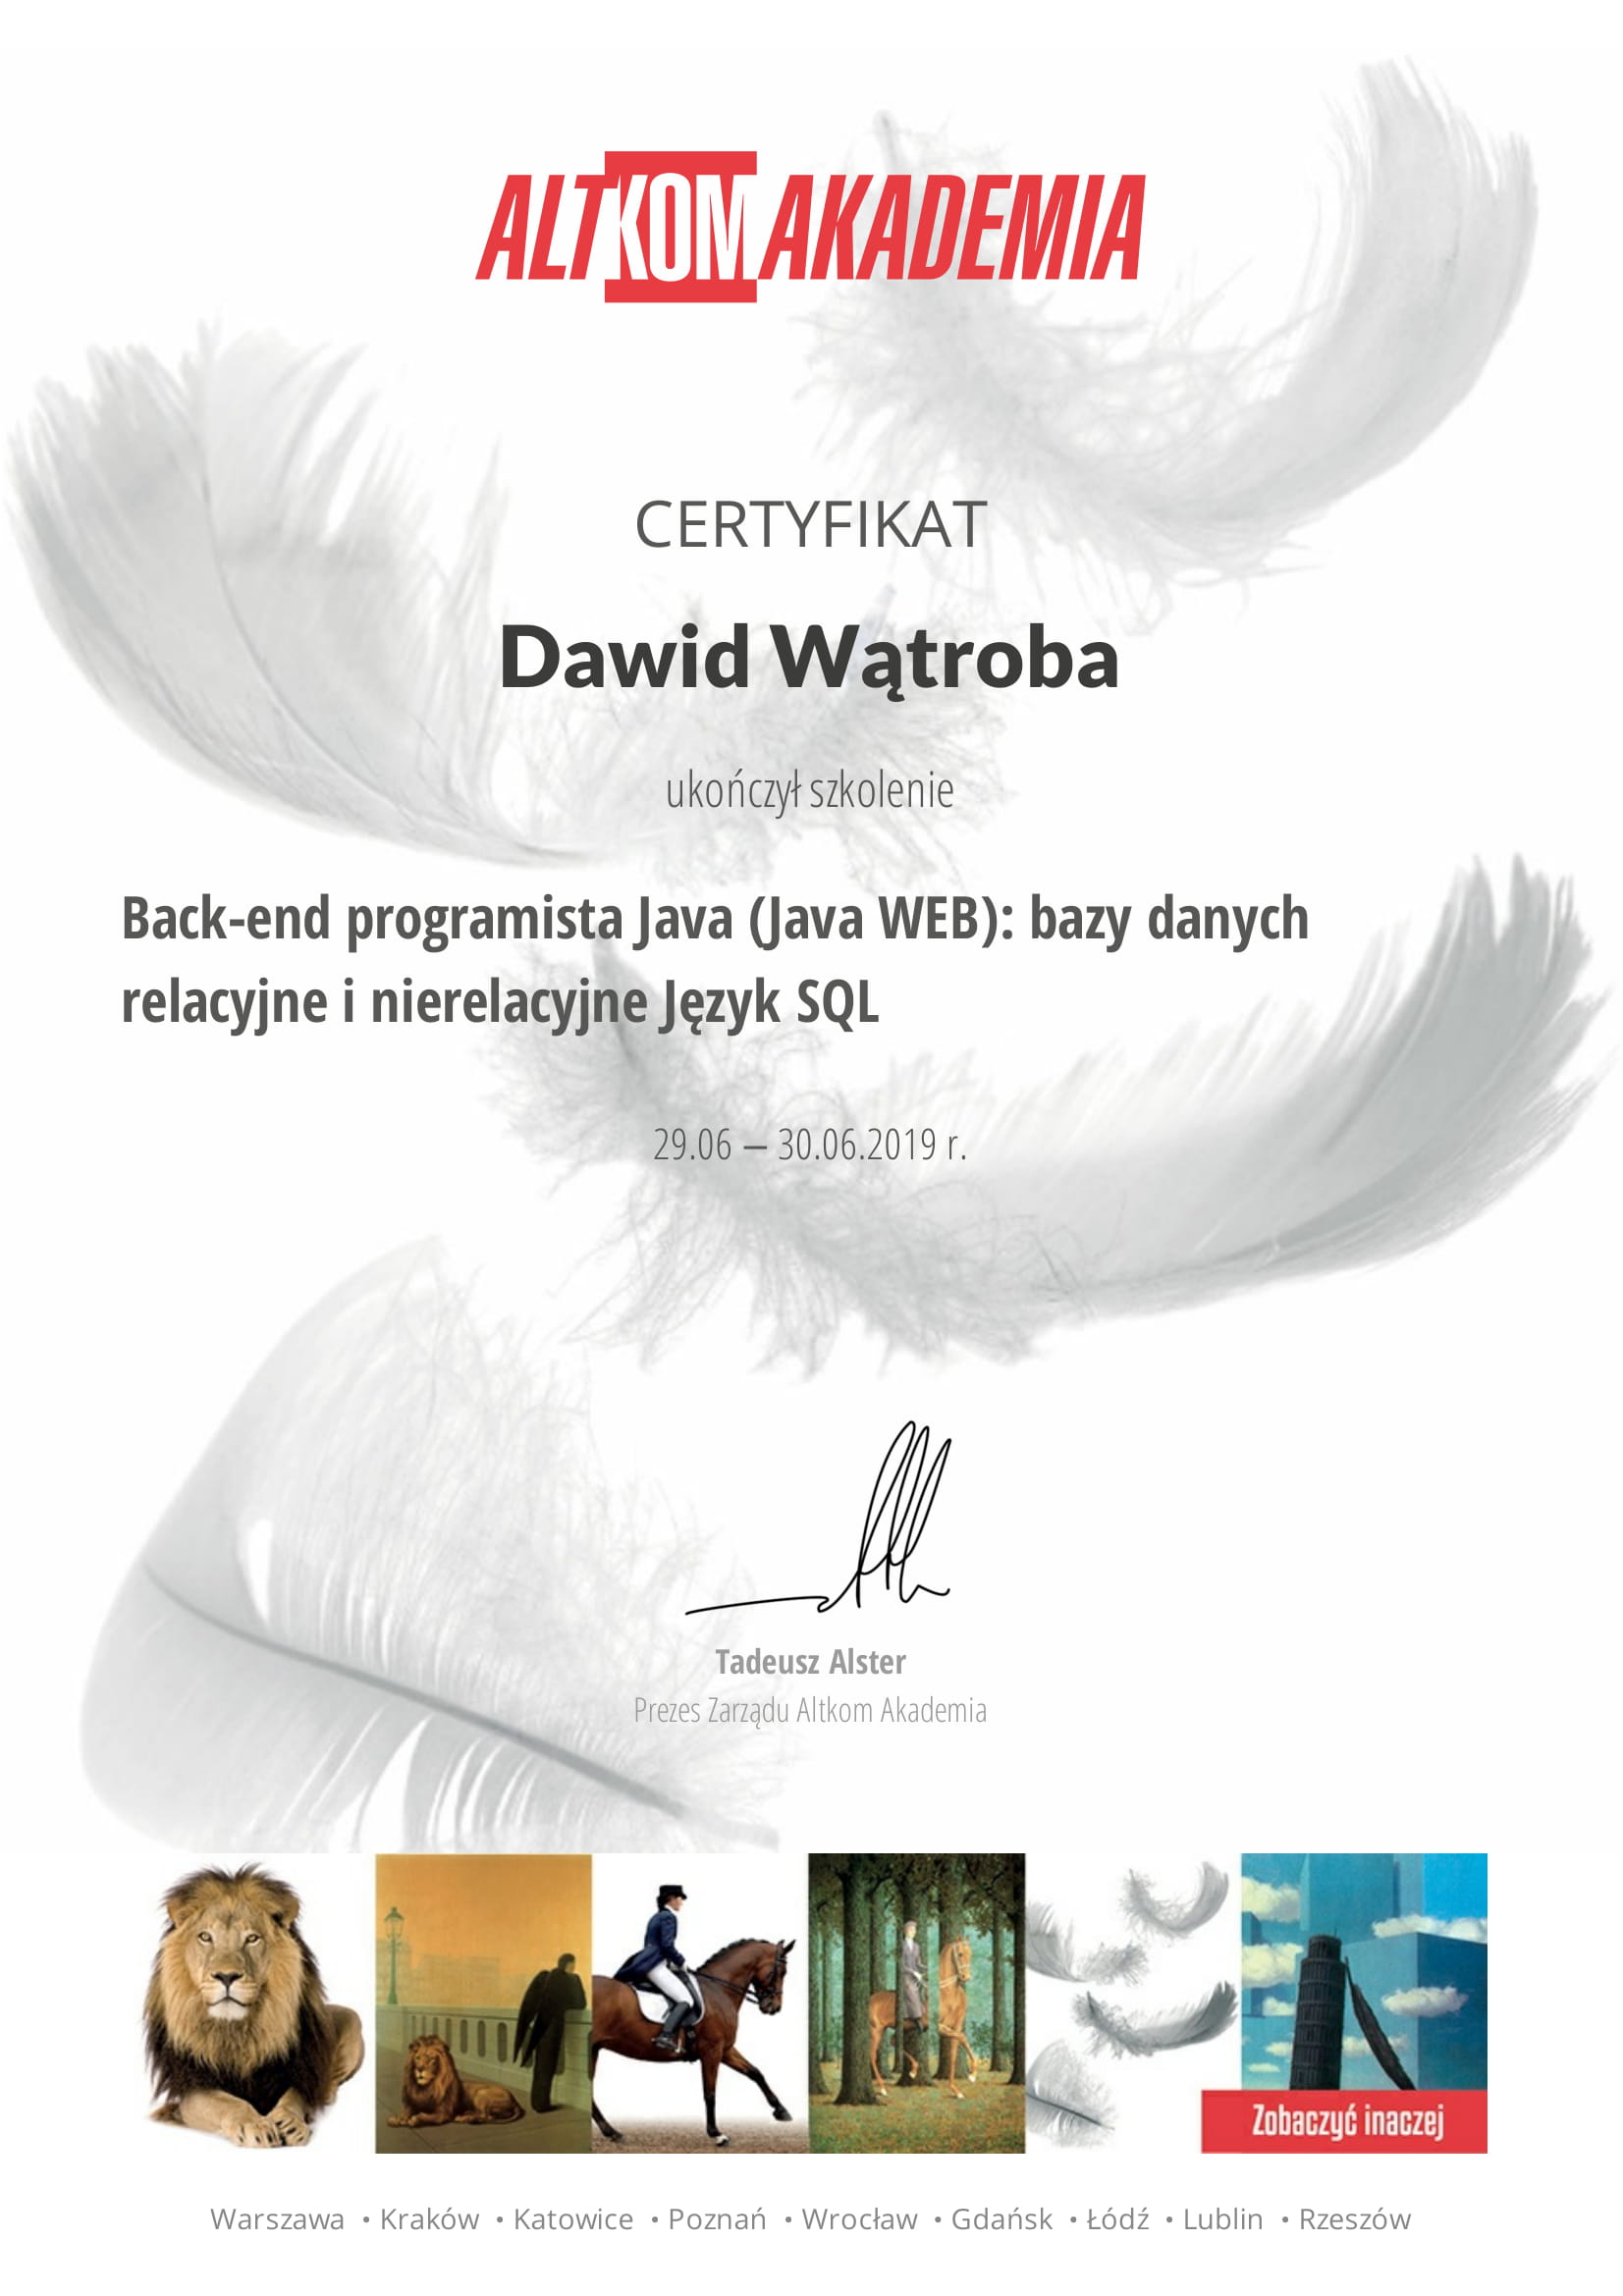 ALTKOM AKADEMIA
CERTYFIKAT
Dawid Wątroba
ukończył szkolenie
Back-end programista Java (Java WEB): bazy danych
relacyjne i nierelacyjne Język SQL
29.06 – 30.06.2019 r.
Tadeusz Alster
Prezes Zarządu Altkom Akademia
Zobaczyć inaczej
Warszawa • Kraków • Katowice • Poznań • Wrocław • Gdańsk • Łódź • Lublin • Rzeszów